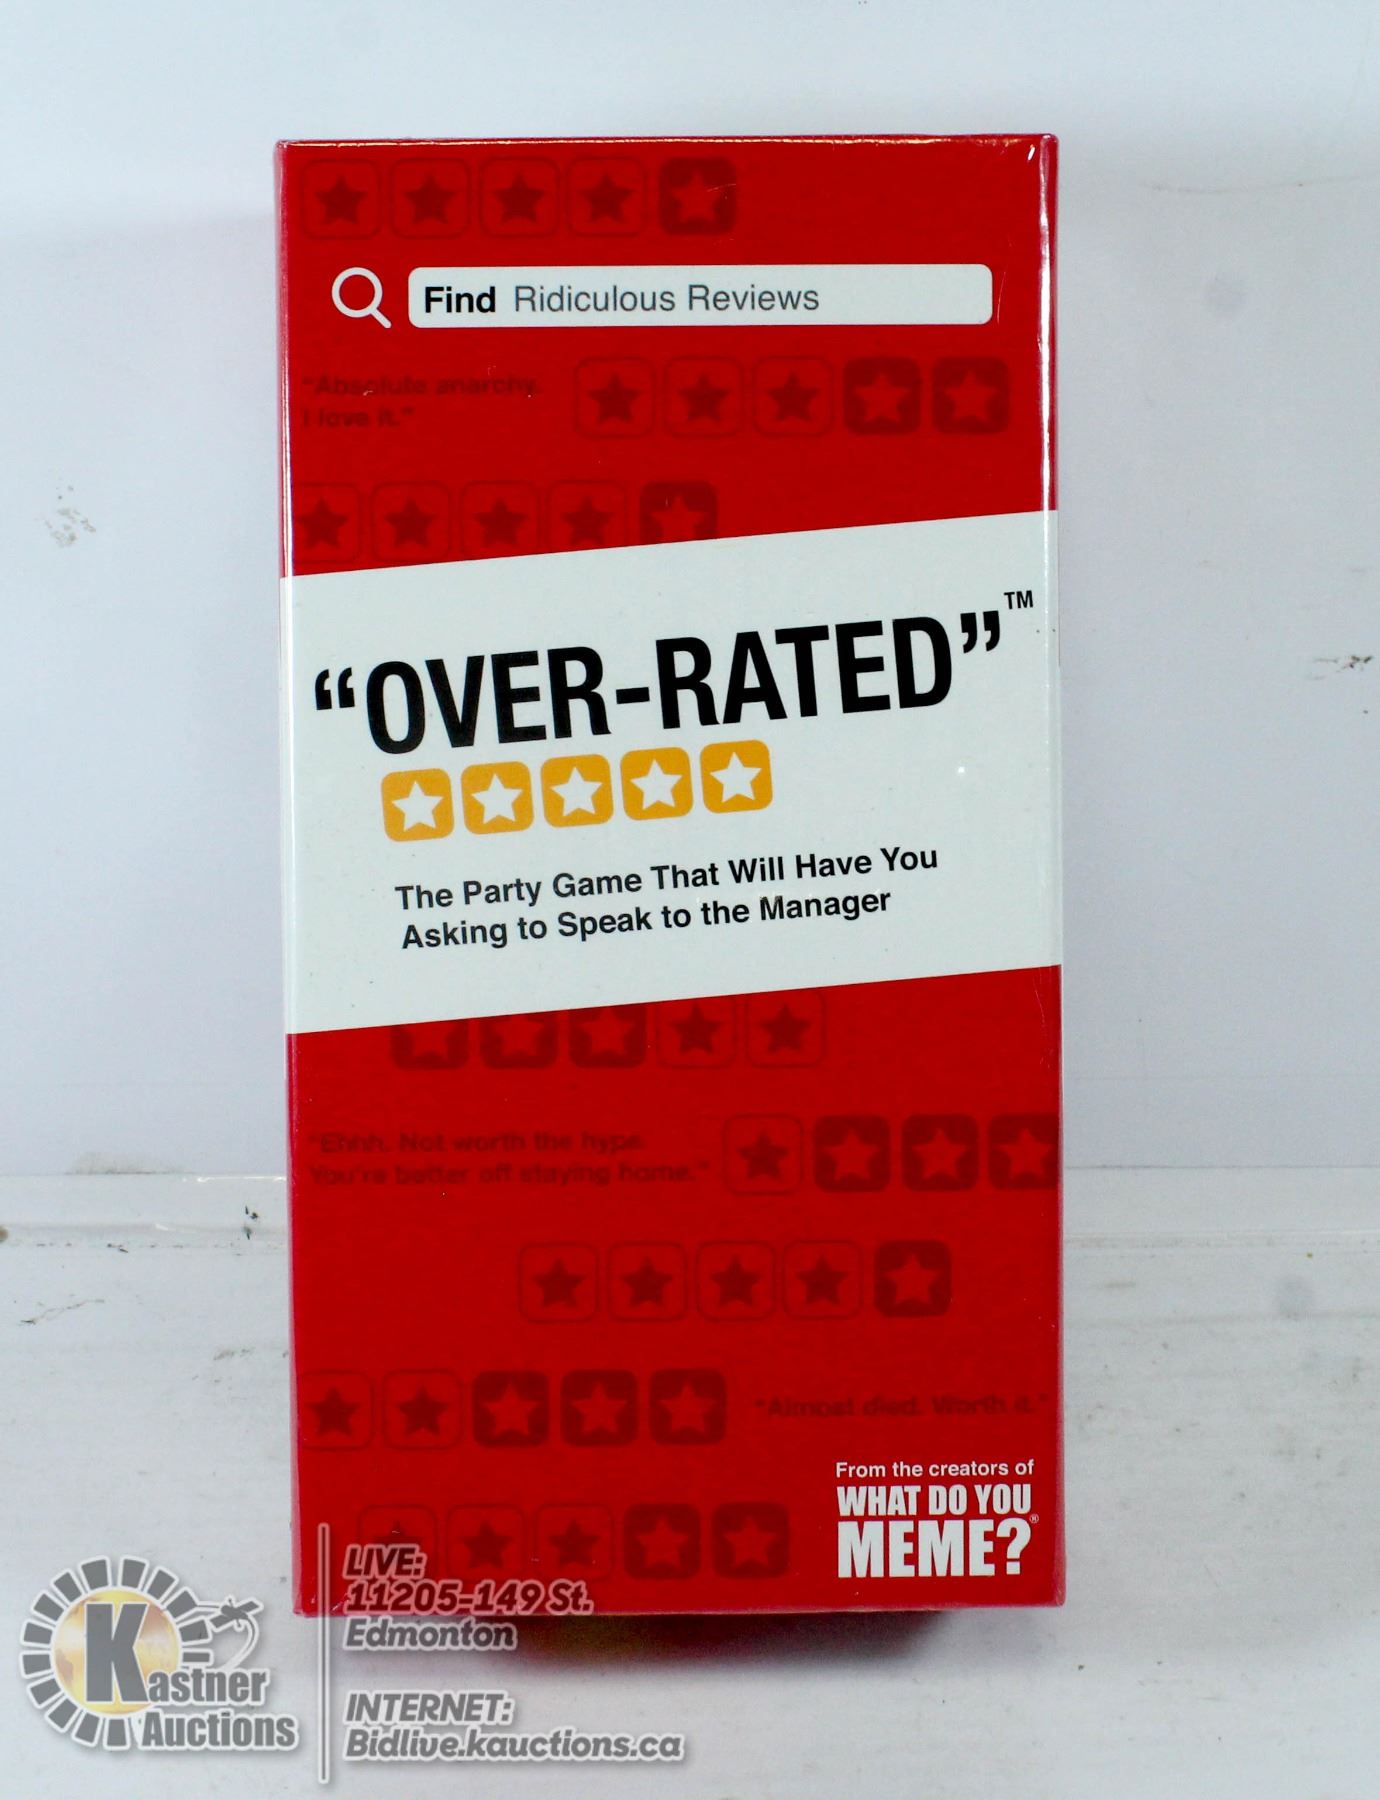 Find Ridiculous Reviews
"Absolute anarchy.
I love it."
"OVER-RATED"™
The Party Game That Will Have You
Asking to Speak to the Manager
"Ehhh. Not worth the hype.
You're better off staying home."
"Almost died. Worth it."
From the creators of
WHAT DO YOU
MEME?®
Kastner
Auctions
LIVE:
11205-149 St.
Edmonton
INTERNET:
Bidlive.kauctions.ca